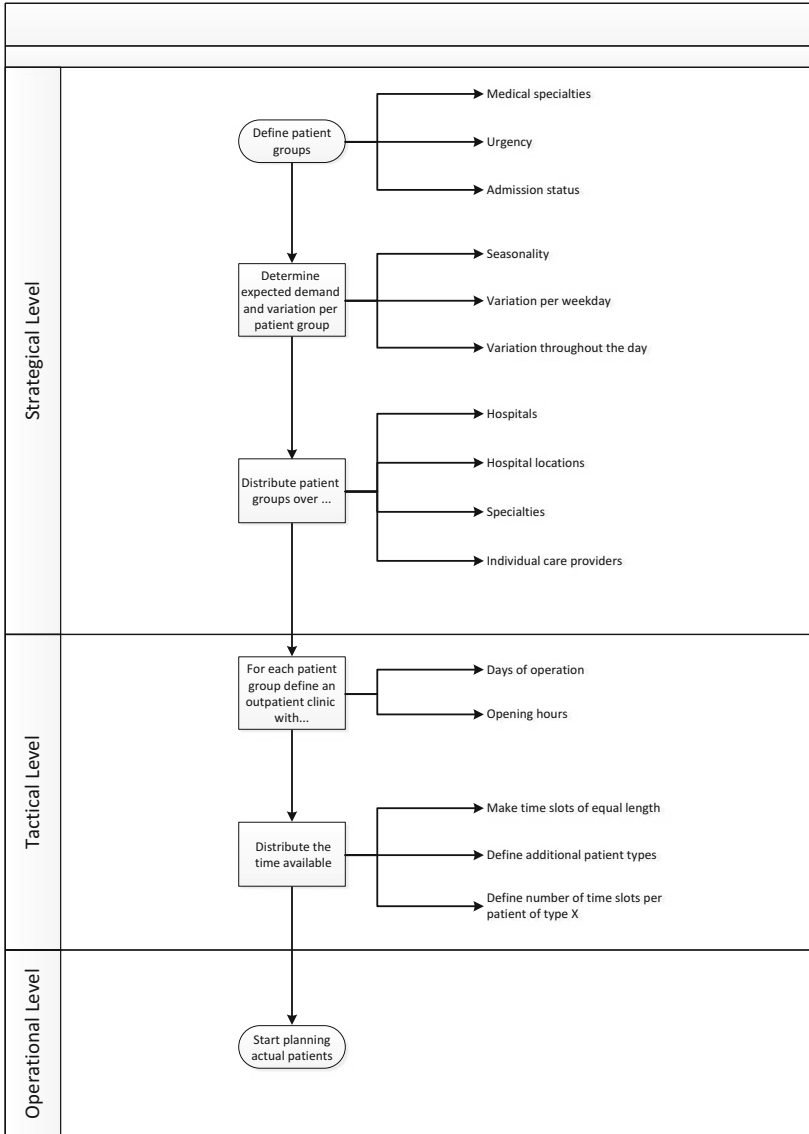 Strategical Level
Define patient
groups
Medical specialties
Urgency
Admission status
Determine
expected demand
and variation per
patient group
Seasonality
Variation per weekday
Variation throughout the day
Distribute patient
groups over ...
Hospitals
Hospital locations
Specialties
Individual care providers
Tactical Level
For each patient
group define an
outpatient clinic
with...
Days of operation
Opening hours
Distribute the
time available
Make time slots of equal length
Define additional patient types
Define number of time slots per
patient of type X
Operational Level
Start planning
actual patients